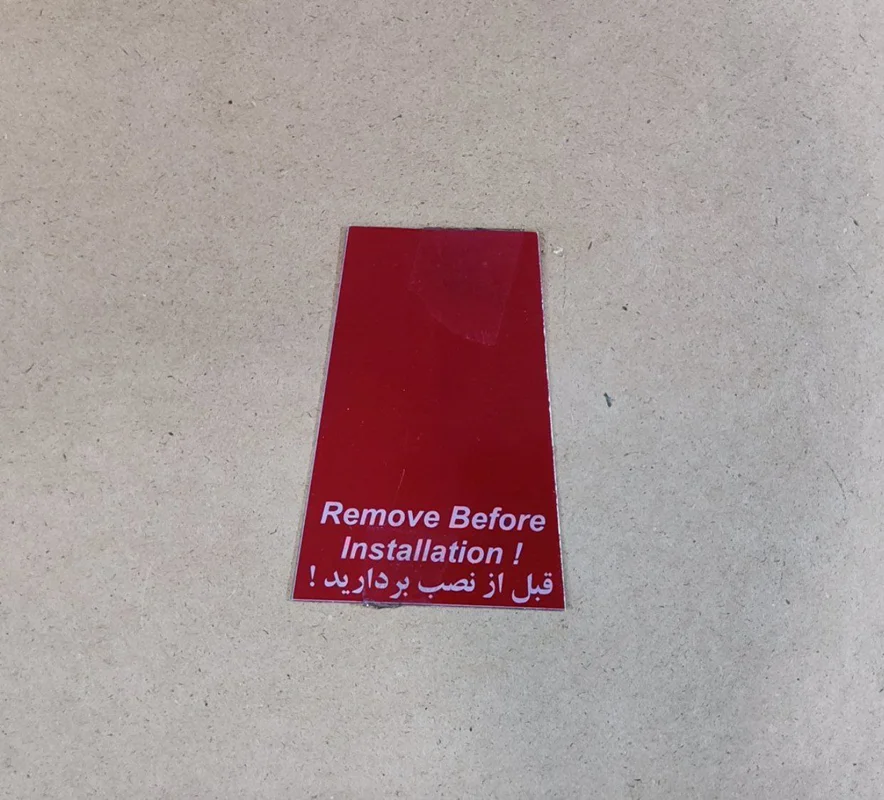 Remove Before
Installation !
قبل از نصب بردارید !